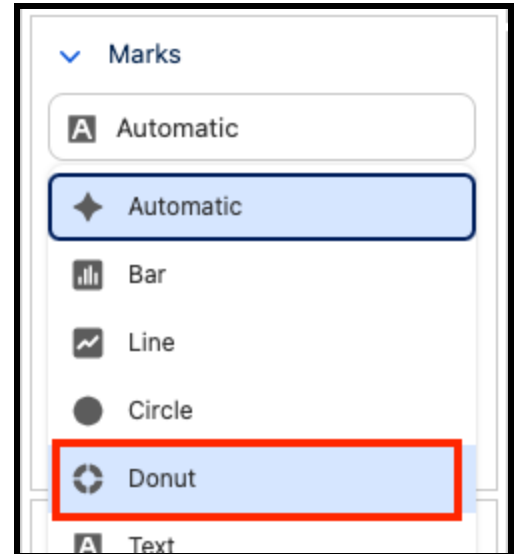 Marks
A Automatic
Automatic
Bar
Line
Circle
Donut
A Text